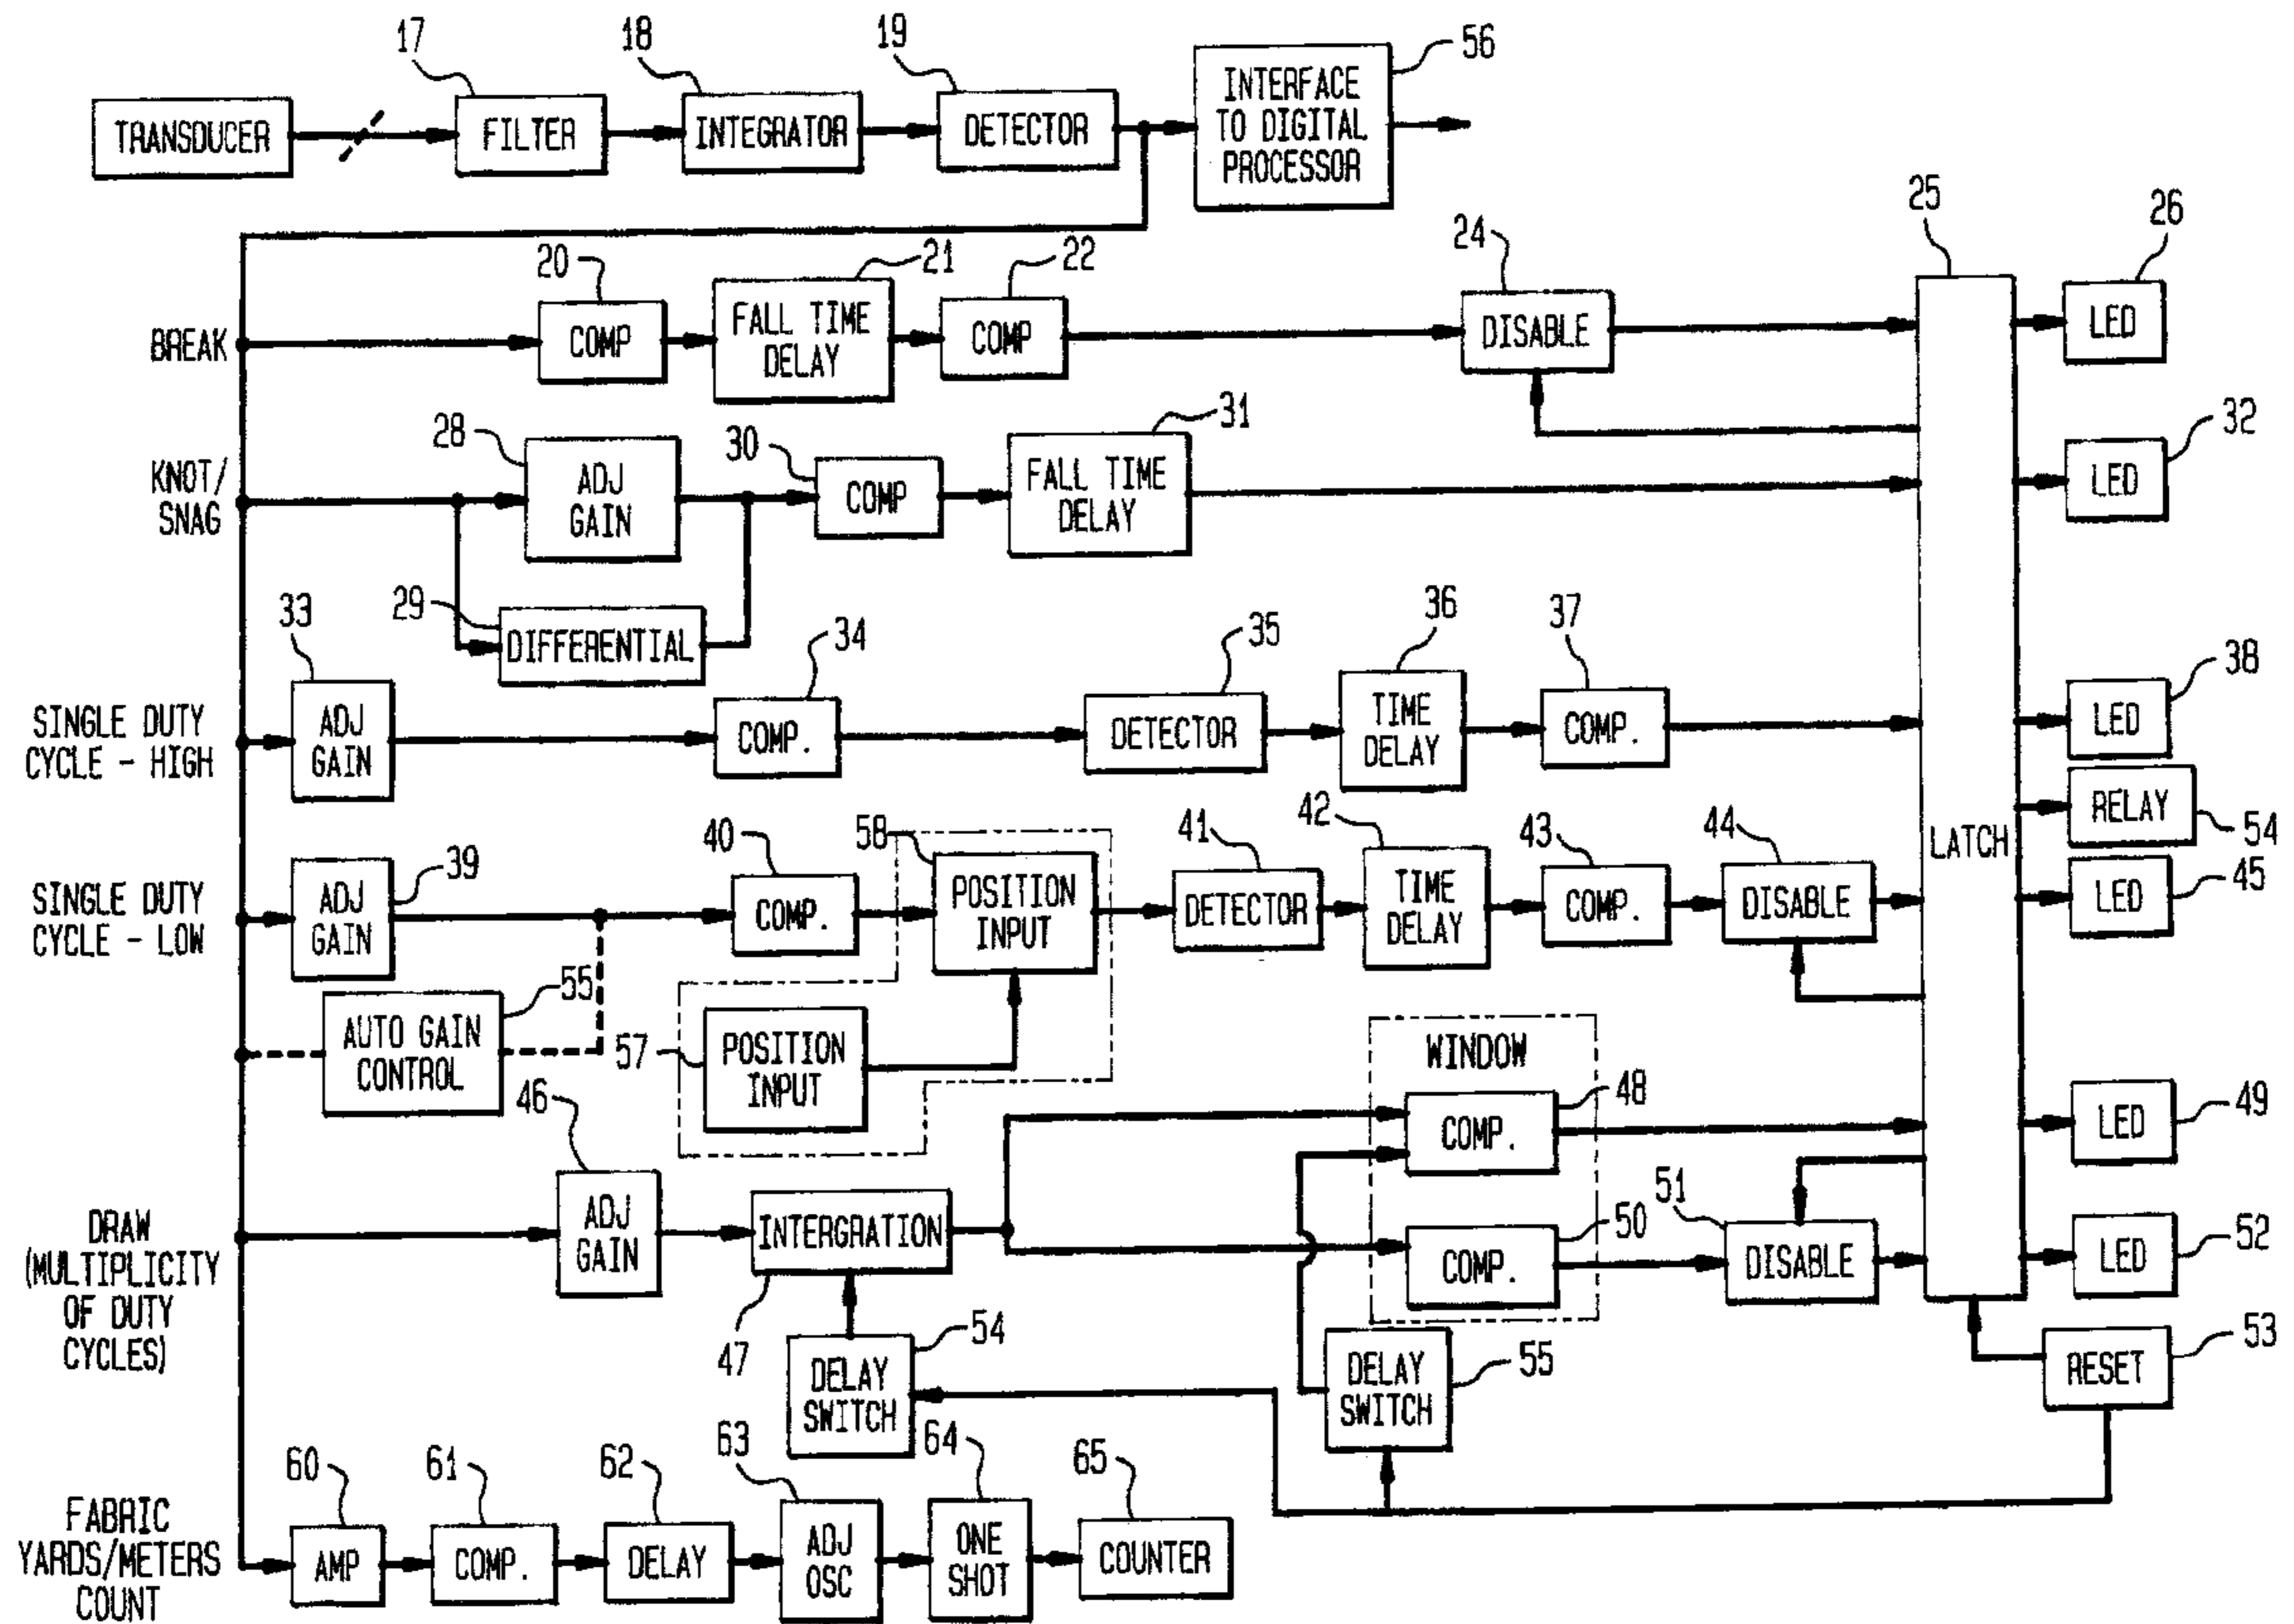 17
18
19
56
TRANSDUCER
FILTER
INTEGRATOR
DETECTOR
INTERFACE
TO DIGITAL
PROCESSOR
BREAK
20
COMP
21
FALL TIME
DELAY
22
COMP
24
DISABLE
25
LATCH
26
LED
KNOT/
SNAG
28
ADJ
GAIN
29
DIFFERENTIAL
30
COMP
31
FALL TIME
DELAY
32
LED
SINGLE DUTY
CYCLE - HIGH
33
ADJ
GAIN
34
COMP.
35
DETECTOR
36
TIME
DELAY
37
COMP.
38
LED
RELAY
54
SINGLE DUTY
CYCLE - LOW
39
ADJ
GAIN
55
AUTO GAIN
CONTROL
40
COMP.
58
POSITION
INPUT
57
POSITION
INPUT
41
DETECTOR
42
TIME
DELAY
43
COMP.
44
DISABLE
45
LED
DRAW
(MULTIPLICITY
OF DUTY
CYCLES)
46
ADJ
GAIN
INTERGRATION
47
54
DELAY
SWITCH
WINDOW
48
COMP.
50
COMP.
55
DELAY
SWITCH
51
DISABLE
49
LED
52
LED
53
RESET
FABRIC
YARDS/METERS
COUNT
60
AMP
61
COMP.
62
DELAY
63
ADJ
OSC
64
ONE
SHOT
65
COUNTER